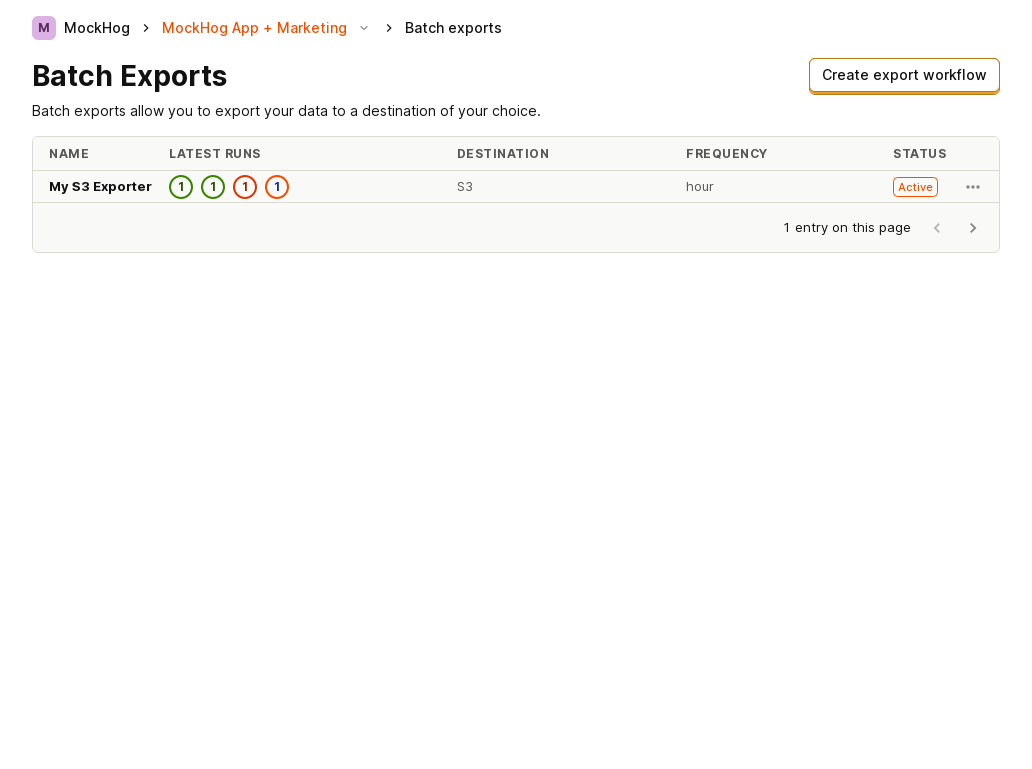 M MockHog MockHog App + Marketing Batch exports
Batch Exports
Create export workflow
Batch exports allow you to export your data to a destination of your choice.
NAME LATEST RUNS DESTINATION FREQUENCY STATUS
My S3 Exporter 1 1 1 1 S3 hour Active
1 entry on this page